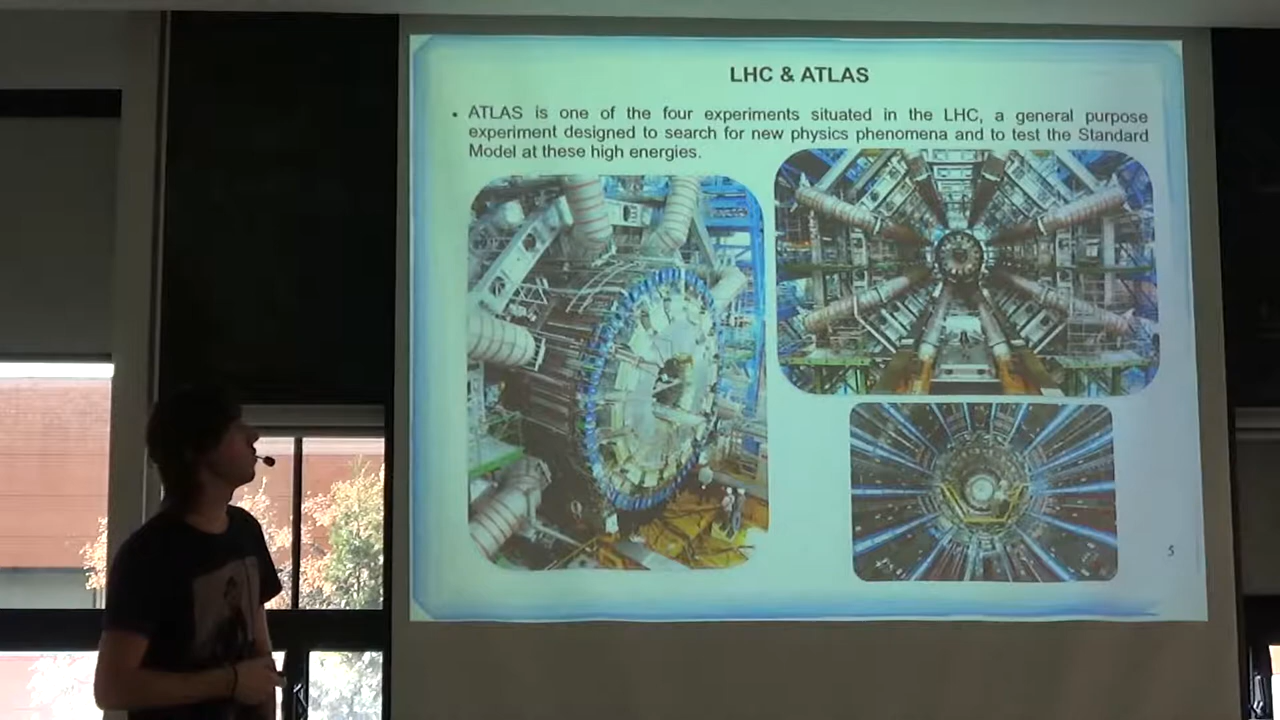 LHC & ATLAS
• ATLAS is one of the four experiments situated in the LHC, a general purpose
experiment designed to search for new physics phenomena and to test the Standard
Model at these high energies.
5